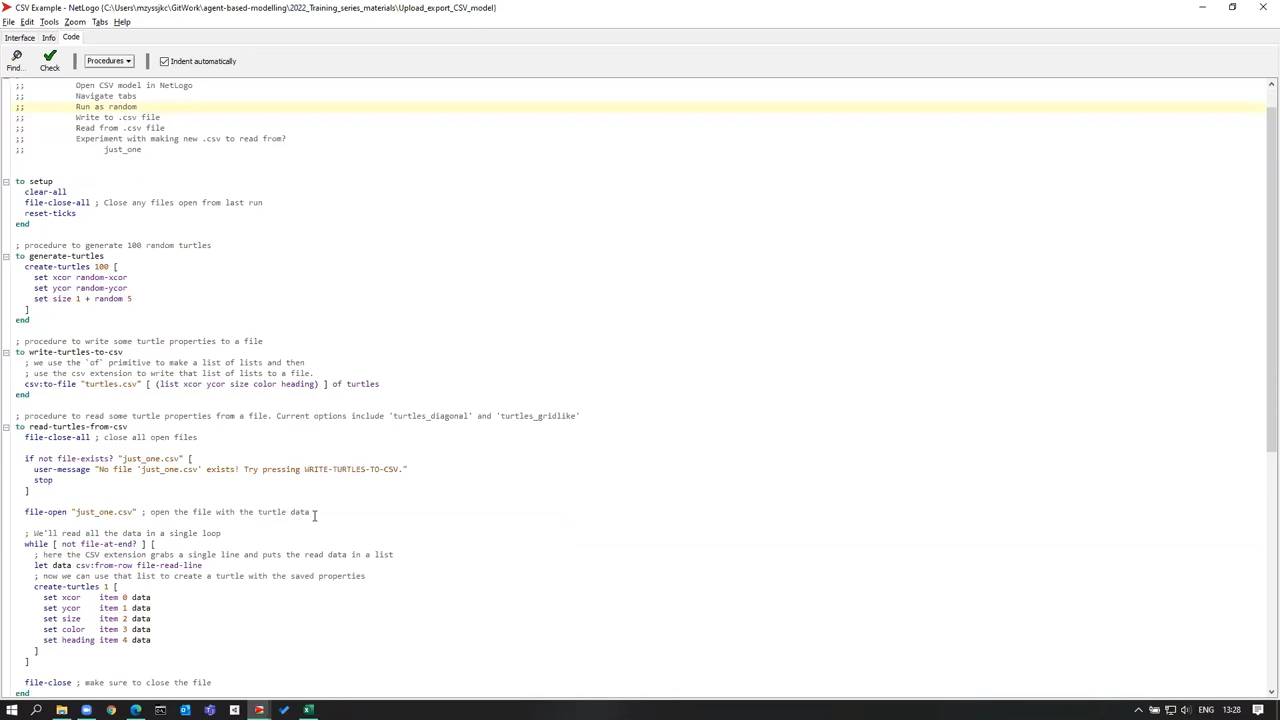 CSV Example - NetLogo {C:\Users\mzyssjkc\GitWork\agent-based-modelling\2022_Training_series_materials\Upload_export_CSV_model}
File Edit Tools Zoom Tabs Help
Interface Info Code
Find... Check Procedures Indent automatically
;; Open CSV model in NetLogo
;; Navigate tabs
;; Run as random
;; Write to .csv file
;; Read from .csv file
;; Experiment with making new .csv to read from?
;; just_one
to setup
clear-all
file-close-all ; Close any files open from last run
reset-ticks
end
; procedure to generate 100 random turtles
to generate-turtles
create-turtles 100 [
set xcor random-xcor
set ycor random-ycor
set size 1 + random 5
]
end
; procedure to write some turtle properties to a file
to write-turtles-to-csv
; we use the `of` primitive to make a list of lists and then
; use the csv extension to write that list of lists to a file.
csv:to-file "turtles.csv" [ (list xcor ycor size color heading) ] of turtles
end
; procedure to read some turtle properties from a file. Current options include 'turtles_diagonal' and 'turtles_gridlike'
to read-turtles-from-csv
file-close-all ; close all open files
if not file-exists? "just_one.csv" [
user-message "No file 'just_one.csv' exists! Try pressing WRITE-TURTLES-TO-CSV."
stop
]
file-open "just_one.csv" ; open the file with the turtle data
; We'll read all the data in a single loop
while [ not file-at-end? ] [
; here the CSV extension grabs a single line and puts the read data in a list
let data csv:from-row file-read-line
; now we can use that list to create a turtle with the saved properties
create-turtles 1 [
set xcor item 0 data
set ycor item 1 data
set size item 2 data
set color item 3 data
set heading item 4 data
]
]
file-close ; make sure to close the file
end
ENG 13:28